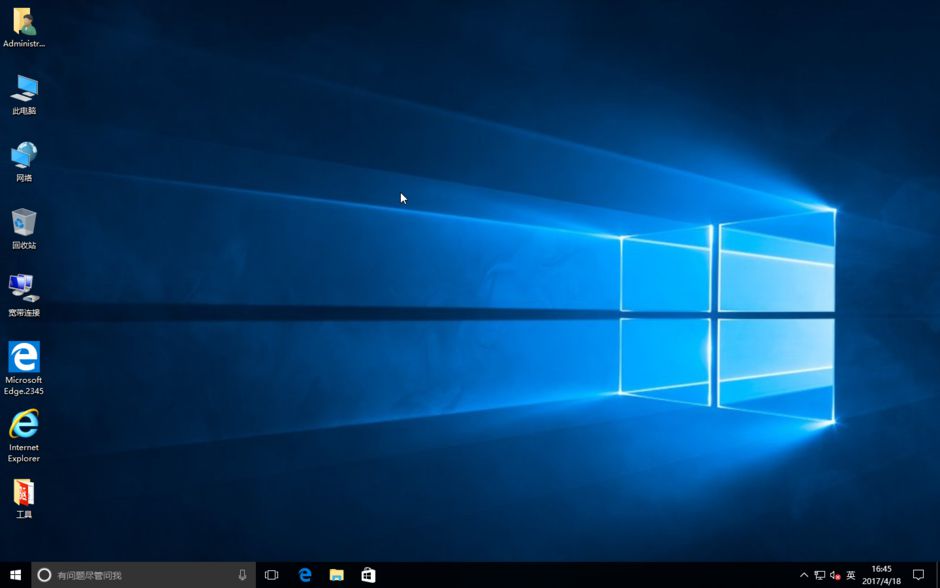 Administr...
此电脑
网络
回收站
宽带连接
Microsoft
Edge.2345
Internet
Explorer
工具
有问题尽管问我
英
16:45
2017/4/18